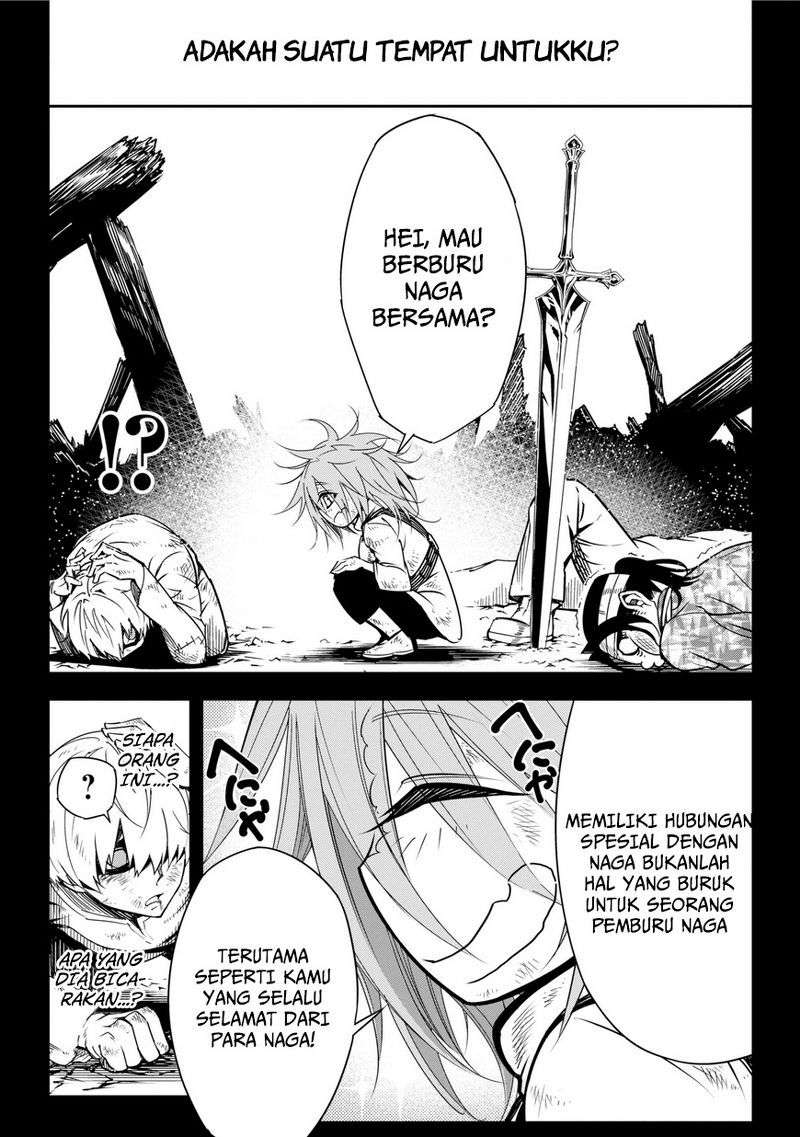 ADAKAH SUATU TEMPAT UNTUKKU?
HEI, MAU
BERBURU
NAGA
BERSAMA?
!?
MEMILIKI HUBUNGAN
SPESIAL DENGAN
NAGA BUKANLAH
HAL YANG BURUK
UNTUK SEORANG
PEMBURU NAGA
へにゃ
へにゃ
TERUTAMA
SEPERTI KAMU
YANG SELALU
SELAMAT DARI
PARA NAGA!
SIAPA
ORANG
INI...?
?
APA YANG
DIA BICA-
RAKAN...?